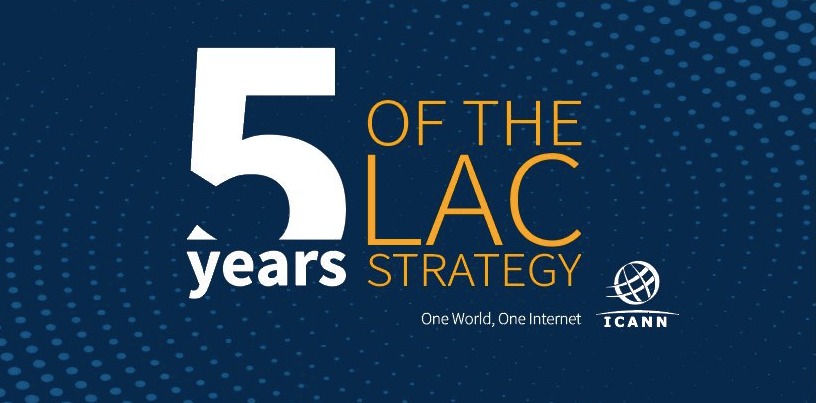 5
years
OF THE
LAC
STRATEGY
One World, One Internet
ICANN